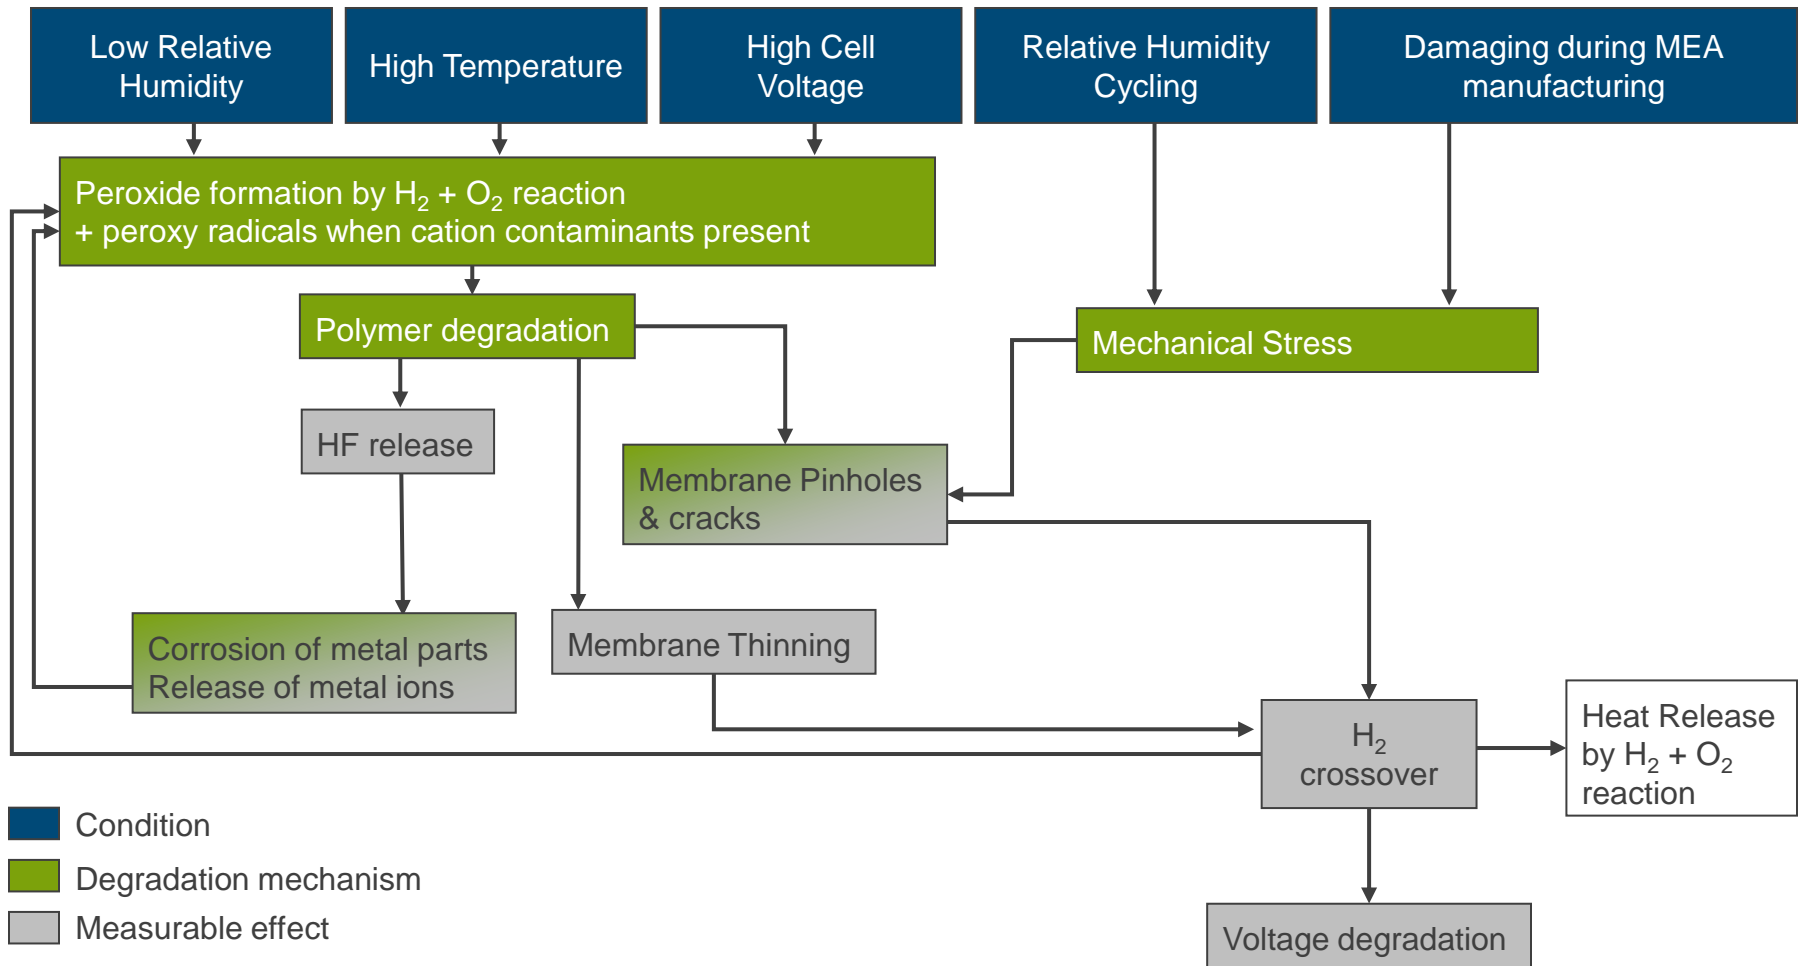 Low Relative
Humidity
High Temperature
High Cell
Voltage
Relative Humidity
Cycling
Damaging during MEA
manufacturing
Peroxide formation by H₂ + O₂ reaction
+ peroxy radicals when cation contaminants present
Polymer degradation
Mechanical Stress
HF release
Membrane Pinholes
& cracks
Corrosion of metal parts
Release of metal ions
Membrane Thinning
H₂
crossover
Heat Release
by H₂ + O₂
reaction
Condition
Degradation mechanism
Measurable effect
Voltage degradation